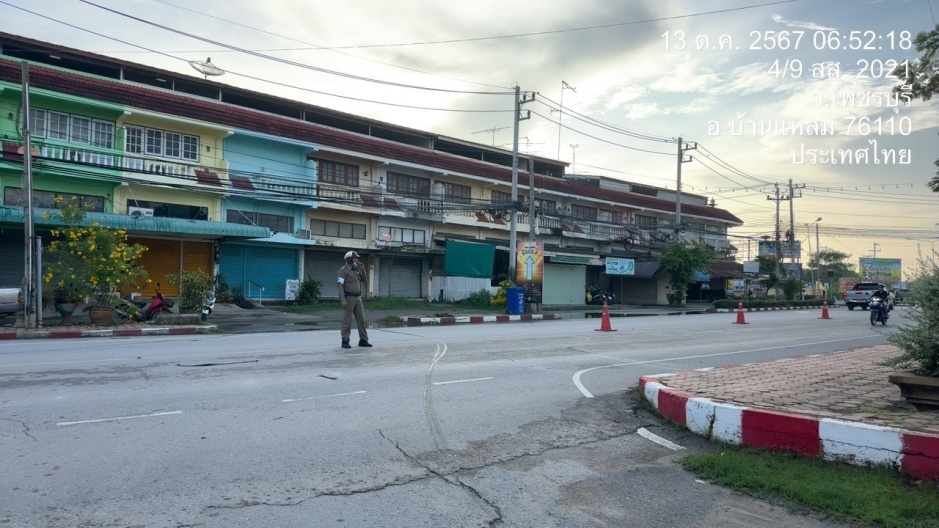 13 ต.ค. 2567 06:52:18
4/9 สส. 2021
จ.เพชรบุรี
อ.บ้านแหลม 76110
ประเทศไทย